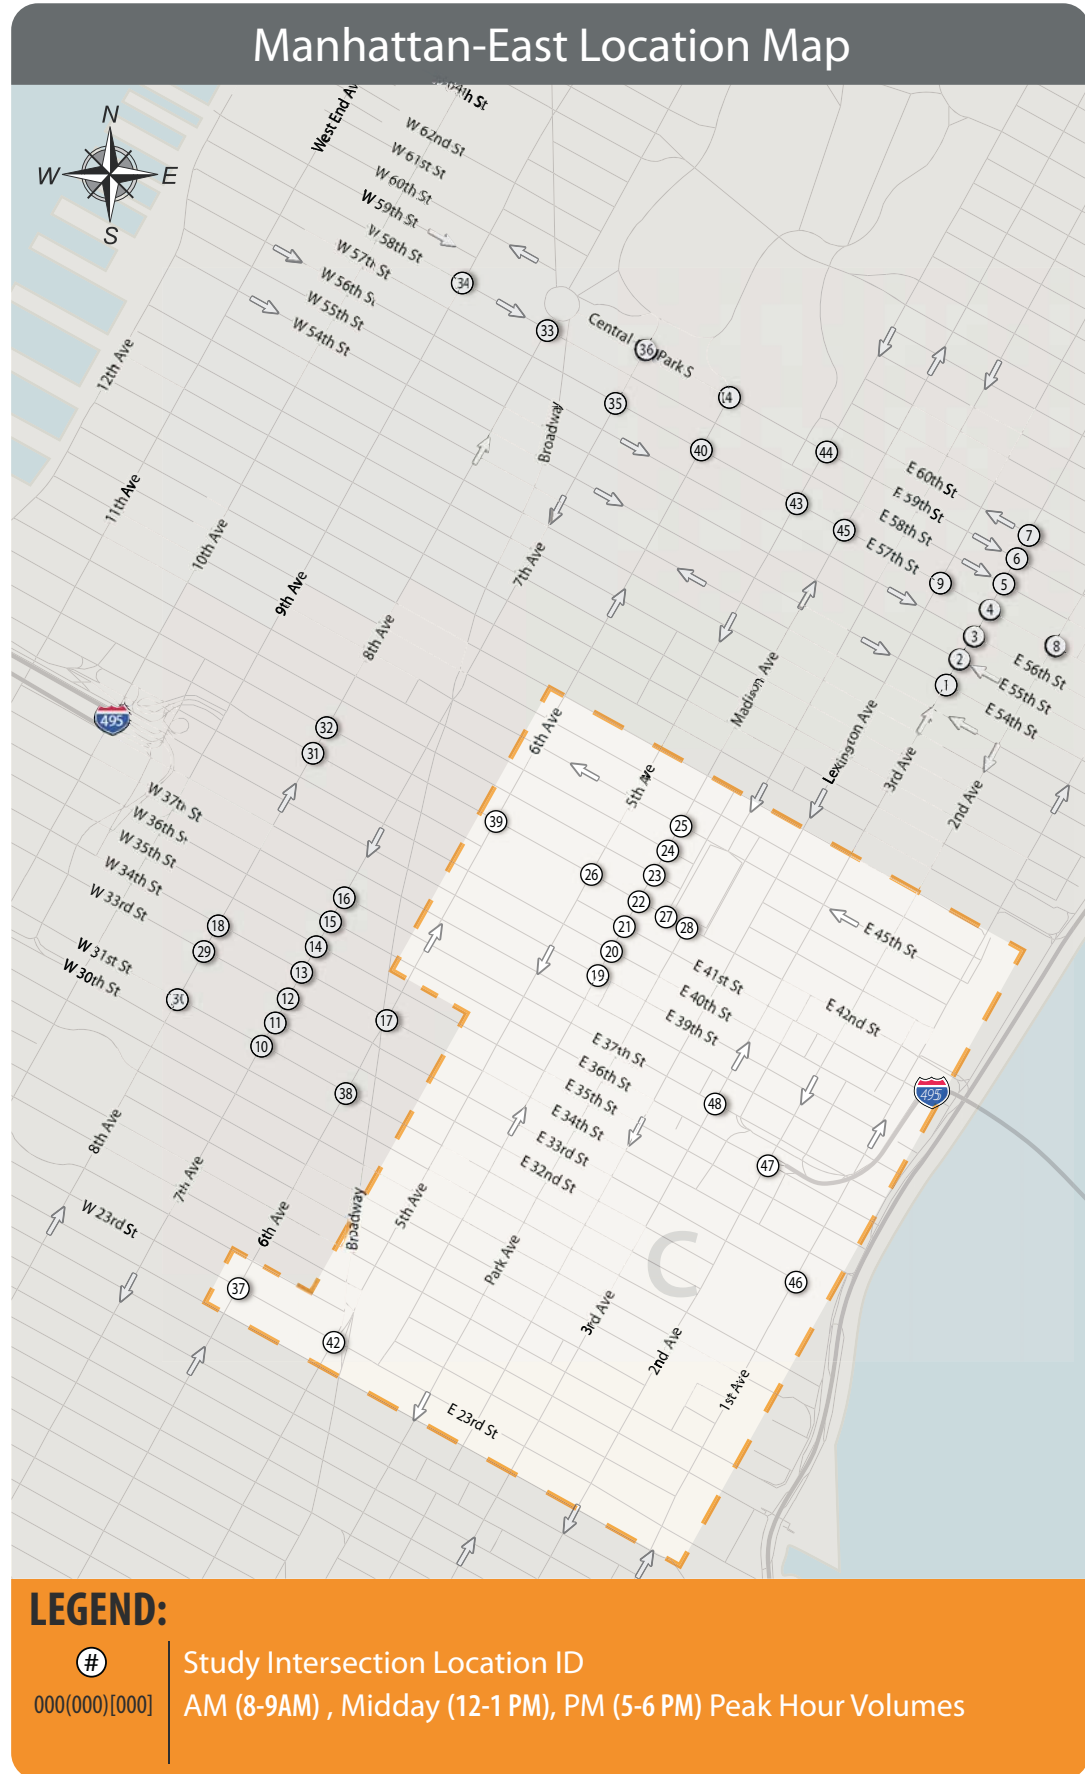 Manhattan-East Location Map
N
W
E
S
West End Av
W 62nd St
W 61st St
W 60th St
W 59th St
W 58th St
W 57th St
W 56th St
W 55th St
W 54th St
34
33
Central Park S
36
12th Ave
35
Broadway
40
44
43
45
E 60th St
E 59th St
E 58th St
E 57th St
7
6
5
9
4
3
8
2
1
E 56th St
E 55th St
E 54th St
11th Ave
10th Ave
9th Ave
8th Ave
7th Ave
6th Ave
5th Ave
Madison Ave
Lexington Ave
3rd Ave
2nd Ave
495
32
31
39
25
24
23
26
22
27
28
21
20
19
W 37th St
W 36th St
W 35th St
W 34th St
W 33rd St
W 31st St
W 30th St
16
15
14
13
12
11
10
18
29
30
17
38
E 45th St
E 42nd St
E 41st St
E 40th St
E 39th St
E 37th St
E 36th St
E 35th St
E 34th St
E 33rd St
E 32nd St
495
48
47
46
8th Ave
7th Ave
6th Ave
Broadway
5th Ave
Park Ave
3rd Ave
2nd Ave
1st Ave
C
W 23rd St
37
42
E 23rd St
LEGEND:
# Study Intersection Location ID
000(000)[000] AM (8-9AM) , Midday (12-1 PM), PM (5-6 PM) Peak Hour Volumes